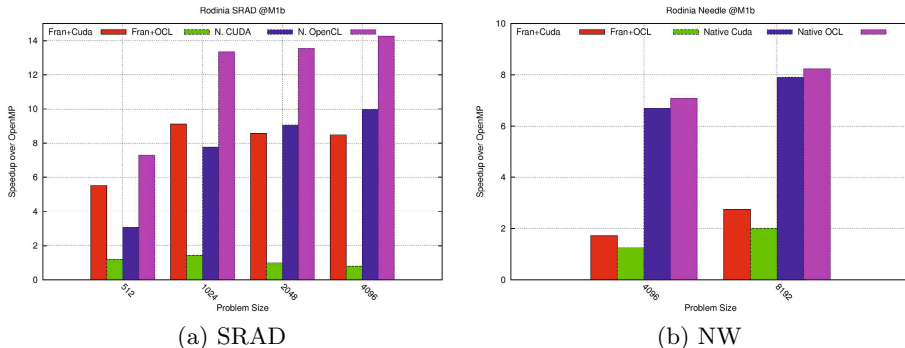 Rodinia SRAD @M1b
Fran+Cuda Fran+OCL N. CUDA N. OpenCL
14
12
10
8
6
4
2
0
Speedup over OpenMP
512 1024 2048 4096
Problem Size
(a) SRAD
Rodinia Needle @M1b
Fran+Cuda Fran+OCL Native Cuda Native OCL
10
8
6
4
2
0
Speedup over OpenMP
4096 8192
Problem Size
(b) NW